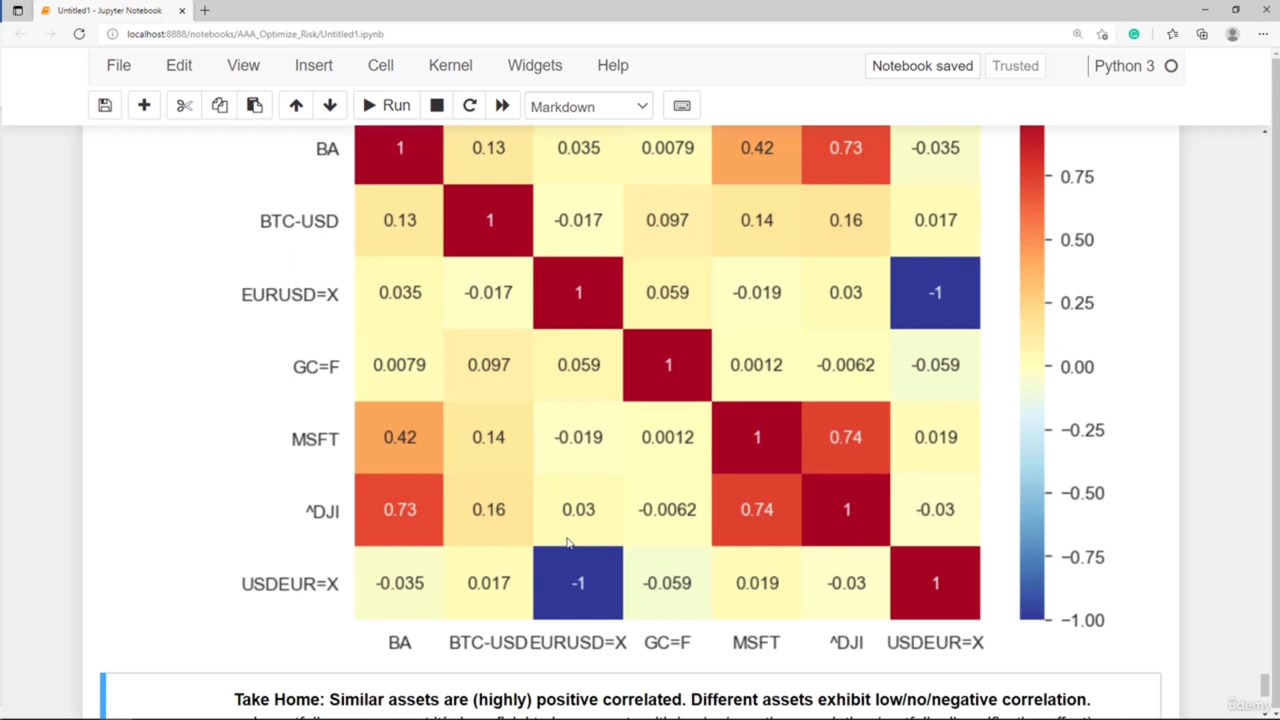 Untitled1 - Jupyter Notebook
localhost:8888/notebooks/AAA_Optimize_Risk/Untitled1.ipynb
File Edit View Insert Cell Kernel Widgets Help Notebook saved Trusted Python 3
Run Markdown
BA 1 0.13 0.035 0.0079 0.42 0.73 -0.035
0.75
BTC-USD 0.13 1 -0.017 0.097 0.14 0.16 0.017
0.50
EURUSD=X 0.035 -0.017 1 0.059 -0.019 0.03 -1
0.25
GC=F 0.0079 0.097 0.059 1 0.0012 -0.0062 -0.059
0.00
MSFT 0.42 0.14 -0.019 0.0012 1 0.74 0.019
−0.25
^DJI 0.73 0.16 0.03 -0.0062 0.74 1 -0.03
−0.50
−0.75
USDEUR=X -0.035 0.017 -1 -0.059 0.019 -0.03 1
−1.00
BA BTC-USD EURUSD=X GC=F MSFT ^DJI USDEUR=X
Take Home: Similar assets are (highly) positive correlated. Different assets exhibit low/no/negative correlation.
ûdemy